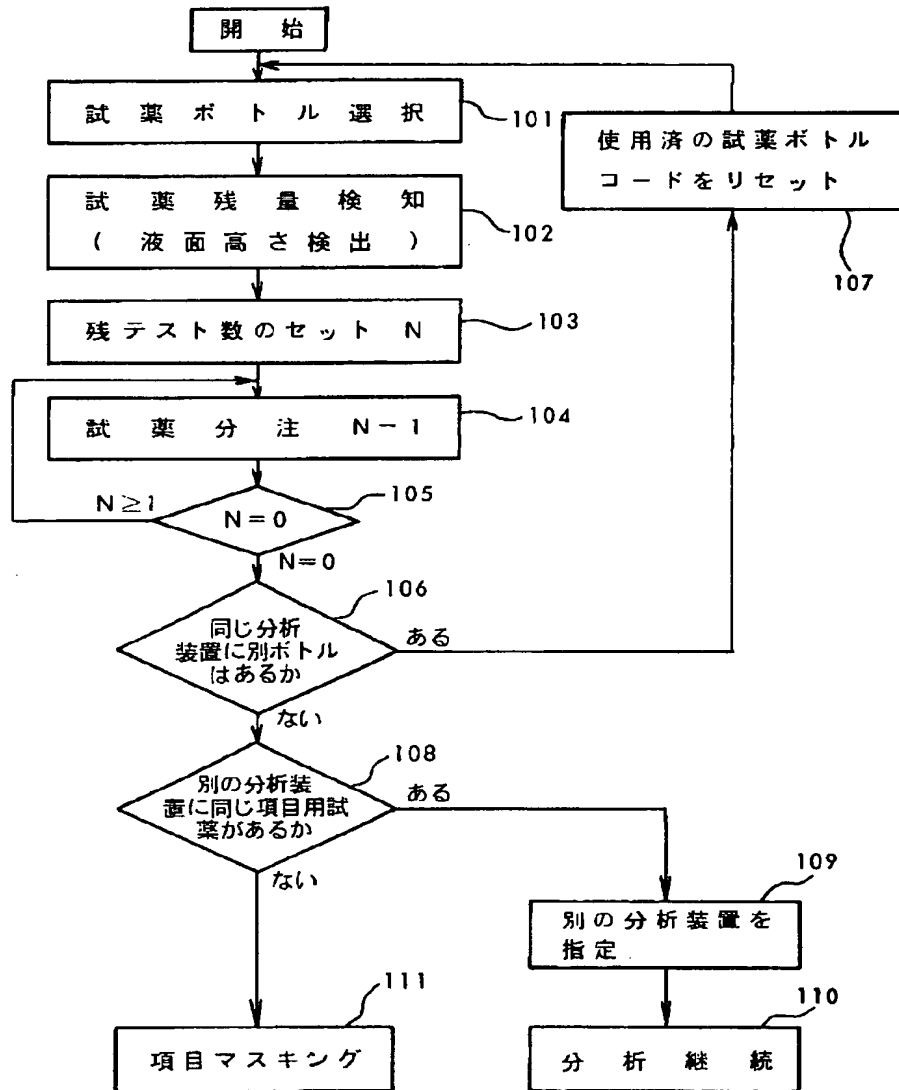 開始
試薬ボトル選択
101
使用済の試薬ボトル
コードをリセット
107
試薬残量検知
(液面高さ検出)
102
残テスト数のセット N
103
試薬分注 N-1
104
N≧1
N=0
105
N=0
同じ分析
装置に別ボトル
はあるか
106
ある
ない
別の分析装
置に同じ項目用試
薬があるか
108
ある
ない
別の分析装置を
指定
109
項目マスキング
111
分析継続
110